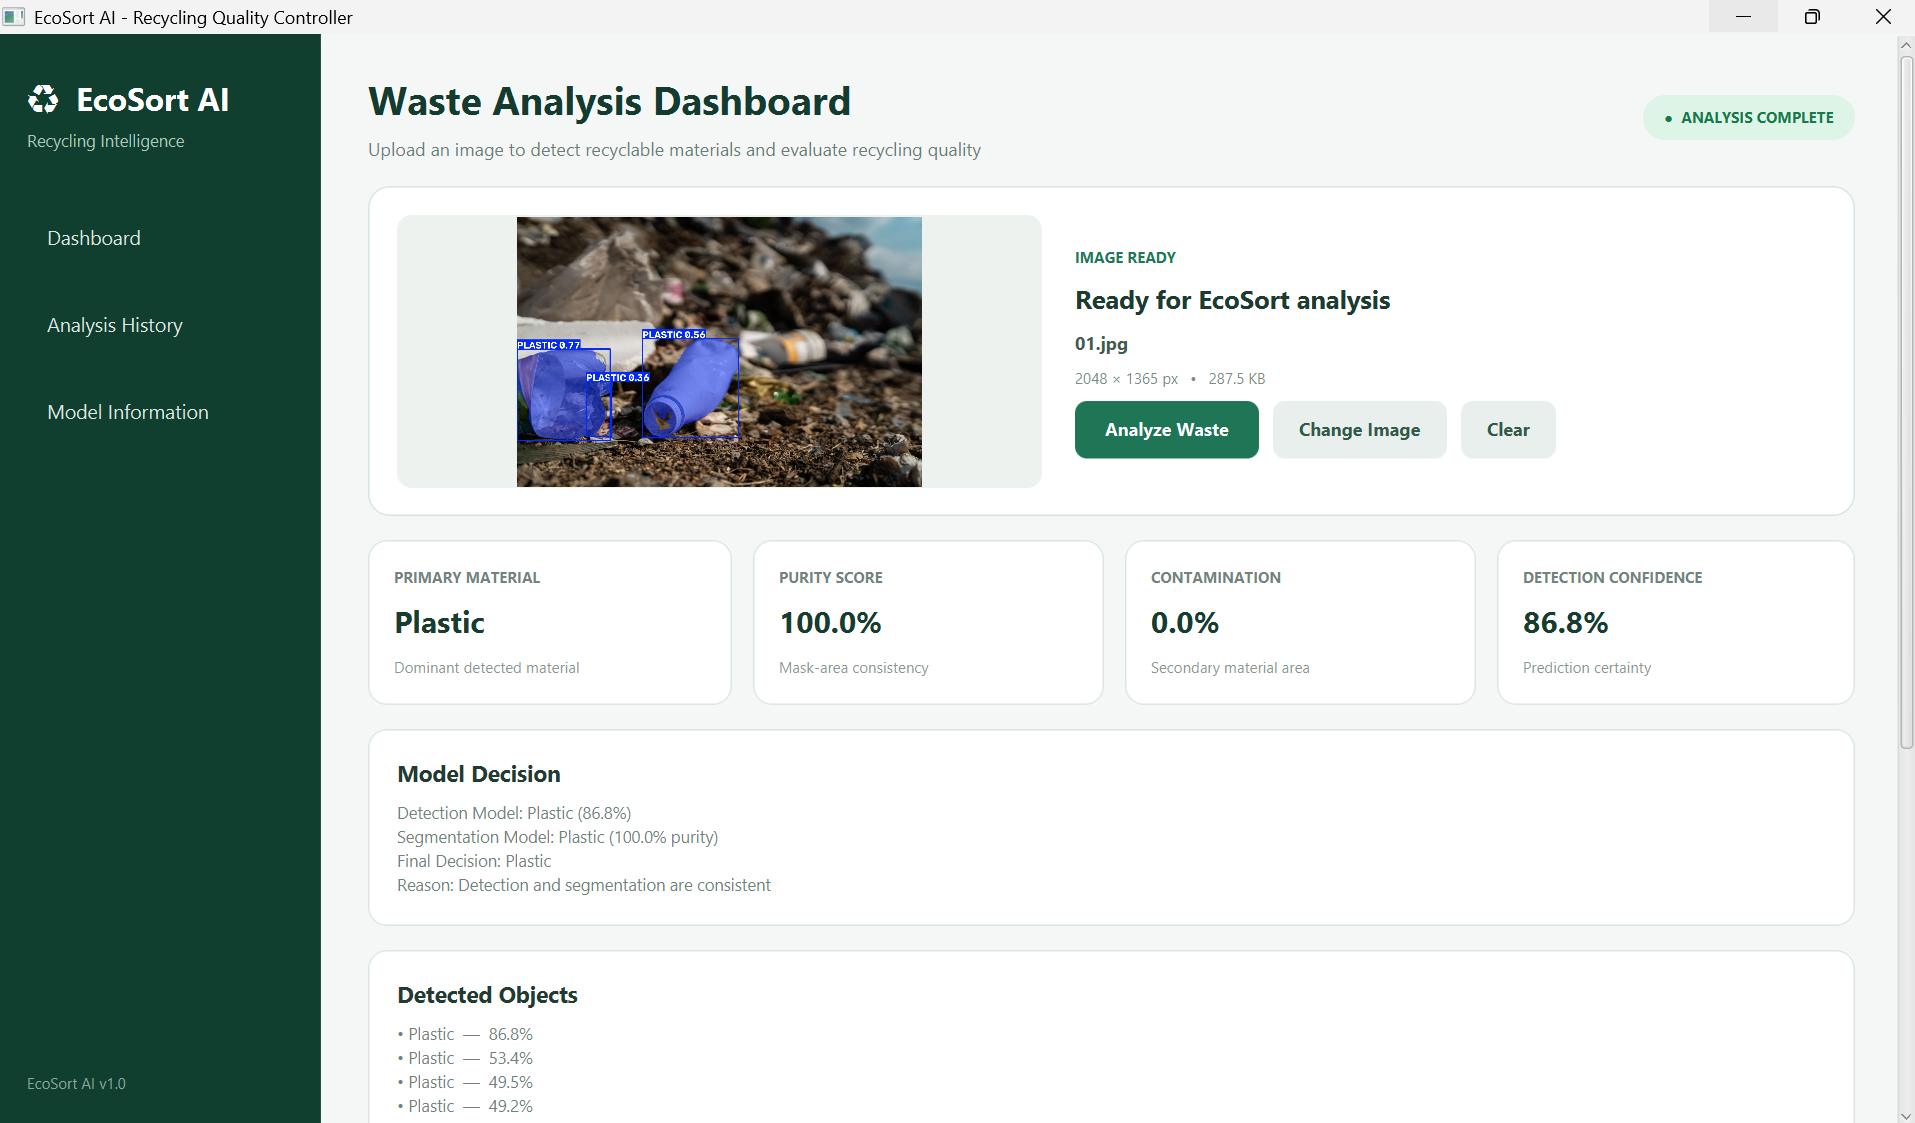 EcoSort AI - Recycling Quality Controller
EcoSort AI
Recycling Intelligence
Dashboard
Analysis History
Model Information
EcoSort AI v1.0
Waste Analysis Dashboard
Upload an image to detect recyclable materials and evaluate recycling quality
• ANALYSIS COMPLETE
PLASTIC 0.77
PLASTIC 0.36
PLASTIC 0.56
IMAGE READY
Ready for EcoSort analysis
01.jpg
2048 × 1365 px • 287.5 KB
Analyze Waste
Change Image
Clear
PRIMARY MATERIAL
Plastic
Dominant detected material
PURITY SCORE
100.0%
Mask-area consistency
CONTAMINATION
0.0%
Secondary material area
DETECTION CONFIDENCE
86.8%
Prediction certainty
Model Decision
Detection Model: Plastic (86.8%)
Segmentation Model: Plastic (100.0% purity)
Final Decision: Plastic
Reason: Detection and segmentation are consistent
Detected Objects
• Plastic — 86.8%
• Plastic — 53.4%
• Plastic — 49.5%
• Plastic — 49.2%